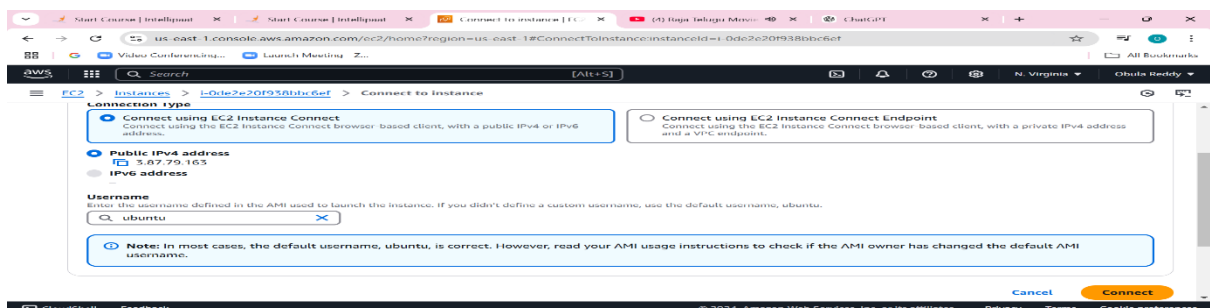 Start Course | Intellipaat
Start Course | Intellipaat
Connect to instance | EC
(4) Raja Telugu Movie
ChatGPT
us-east-1.console.aws.amazon.com/ec2/home?region=us-east-1#ConnectToInstance:instanceId=i-0de2e20f938bbc6ef
Video Conferencing...
Launch Meeting - Z...
All Bookmarks
aws
Search
[Alt+S]
N. Virginia
Obula Reddy
EC2 > Instances > i-0de2e20f938bbc6ef > Connect to instance
Connection Type
Connect using EC2 Instance Connect
Connect using the EC2 Instance Connect browser-based client, with a public IPv4 or IPv6
address.
Connect using EC2 Instance Connect Endpoint
Connect using the EC2 Instance Connect browser-based client, with a private IPv4 address
and a VPC endpoint.
Public IPv4 address
3.87.79.163
IPv6 address
—
Username
Enter the username defined in the AMI used to launch the instance. If you didn't define a custom username, use the default username, ubuntu.
ubuntu
Note: In most cases, the default username, ubuntu, is correct. However, read your AMI usage instructions to check if the AMI owner has changed the default AMI
username.
Cancel
Connect
CloudShell
Feedback
© 2024, Amazon Web Services, Inc. or its affiliates.
Privacy
Terms
Cookie preferences